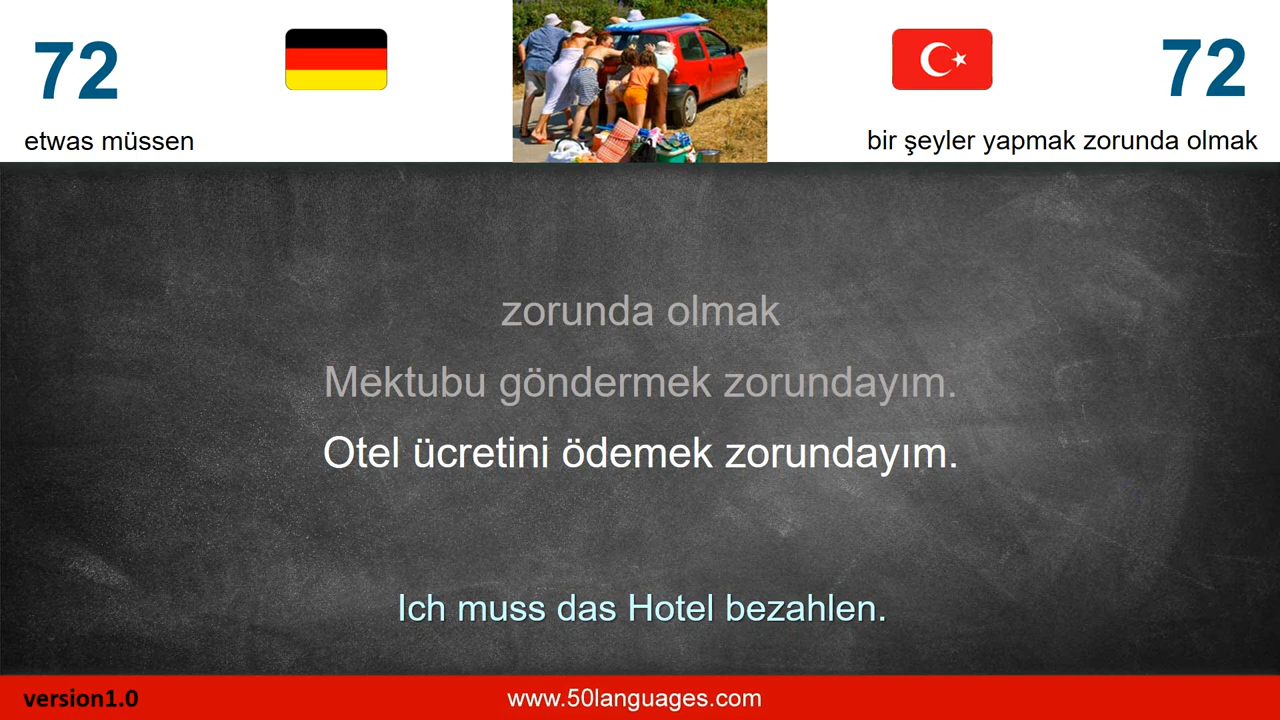 72
72
etwas müssen
bir şeyler yapmak zorunda olmak
zorunda olmak
Mektubu göndermek zorundayım.
Otel ücretini ödemek zorundayım.
Ich muss das Hotel bezahlen.
version1.0
www.50languages.com